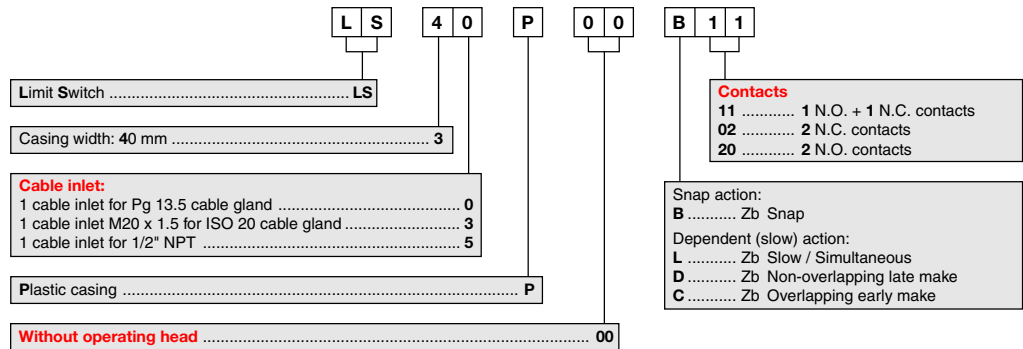 L S 4 0 P 0 0 B 1 1
Limit Switch ..................................................... LS
Casing width: 40 mm ......................................................... 3
Cable inlet:
1 cable inlet for Pg 13.5 cable gland ......................................... 0
1 cable inlet M20 x 1.5 for ISO 20 cable gland ......................... 3
1 cable inlet for 1/2" NPT ......................................................... 5
Plastic casing ....................................................................................... P
Without operating head ..................................................................................... 00
Contacts
11 ............ 1 N.O. + 1 N.C. contacts
02 ............ 2 N.C. contacts
20 ............ 2 N.O. contacts
Snap action:
B .......... Zb Snap
Dependent (slow) action:
L ........... Zb Slow / Simultaneous
D .......... Zb Non-overlapping late make
C .......... Zb Overlapping early make